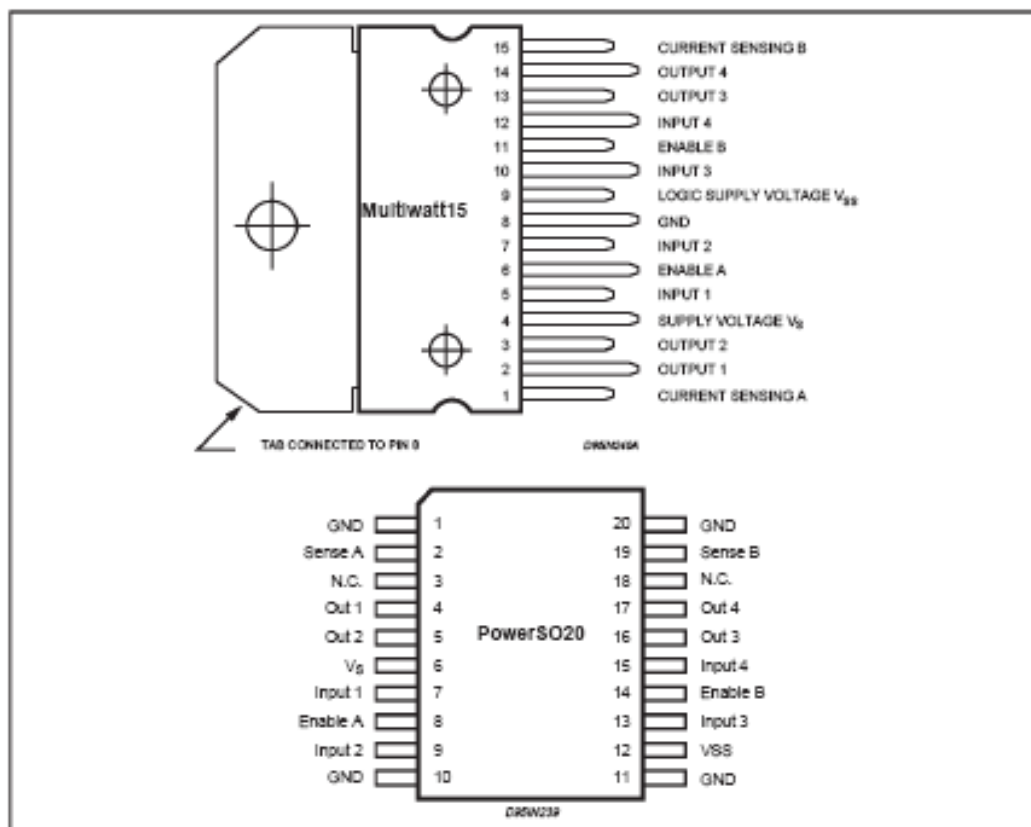 15 CURRENT SENSING B
14 OUTPUT 4
13 OUTPUT 3
12 INPUT 4
11 ENABLE B
10 INPUT 3
9 LOGIC SUPPLY VOLTAGE VSS
Multiwatt15
8 GND
7 INPUT 2
6 ENABLE A
5 INPUT 1
4 SUPPLY VOLTAGE VS
3 OUTPUT 2
2 OUTPUT 1
1 CURRENT SENSING A
TAB CONNECTED TO PIN 8
GND 1 20 GND
Sense A 2 19 Sense B
N.C. 3 18 N.C.
Out 1 4 17 Out 4
Out 2 5 16 Out 3
PowerSO20
VS 6 15 Input 4
Input 1 7 14 Enable B
Enable A 8 13 Input 3
Input 2 9 12 VSS
GND 10 11 GND
D95IN239